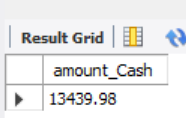 Result Grid
amount_Cash
13439.98